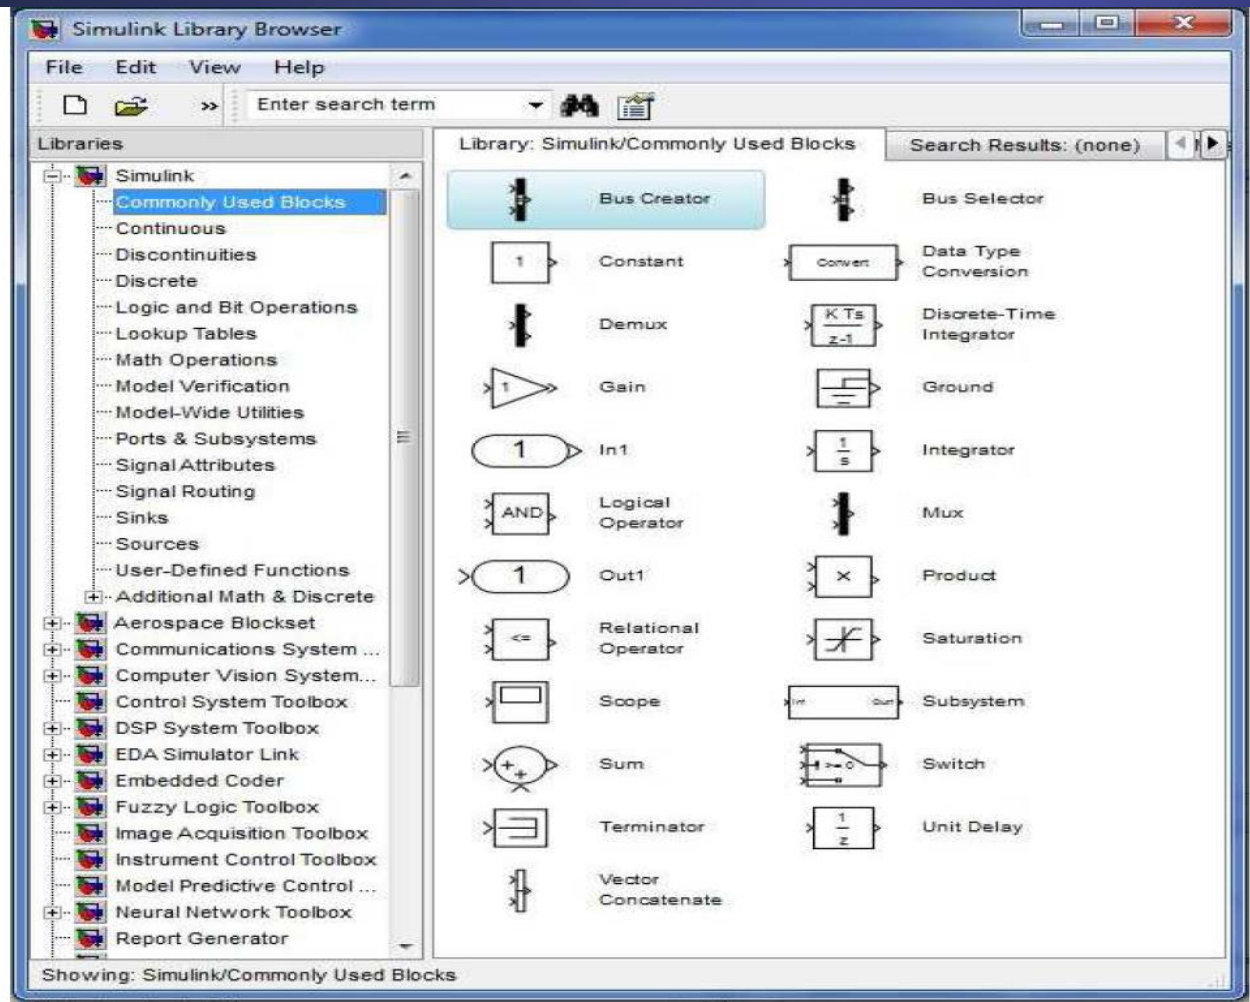 Simulink Library Browser
File Edit View Help
» Enter search term
Libraries
Simulink
Commonly Used Blocks
Continuous
Discontinuities
Discrete
Logic and Bit Operations
Lookup Tables
Math Operations
Model Verification
Model-Wide Utilities
Ports & Subsystems
Signal Attributes
Signal Routing
Sinks
Sources
User-Defined Functions
Additional Math & Discrete
Aerospace Blockset
Communications System ...
Computer Vision System...
Control System Toolbox
DSP System Toolbox
EDA Simulator Link
Embedded Coder
Fuzzy Logic Toolbox
Image Acquisition Toolbox
Instrument Control Toolbox
Model Predictive Control ...
Neural Network Toolbox
Report Generator
Library: Simulink/Commonly Used Blocks
Search Results: (none)
Bus Creator
Bus Selector
1
Constant
Convert
Data Type
Conversion
Demux
K Ts
z-1
Discrete-Time
Integrator
1
Gain
Ground
1
In1
1
s
Integrator
AND
Logical
Operator
Mux
1
Out1
×
Product
<=
Relational
Operator
Saturation
Scope
Subsystem
+
+
Sum
>= 0
Switch
Terminator
1
z
Unit Delay
Vector
Concatenate
Showing: Simulink/Commonly Used Blocks